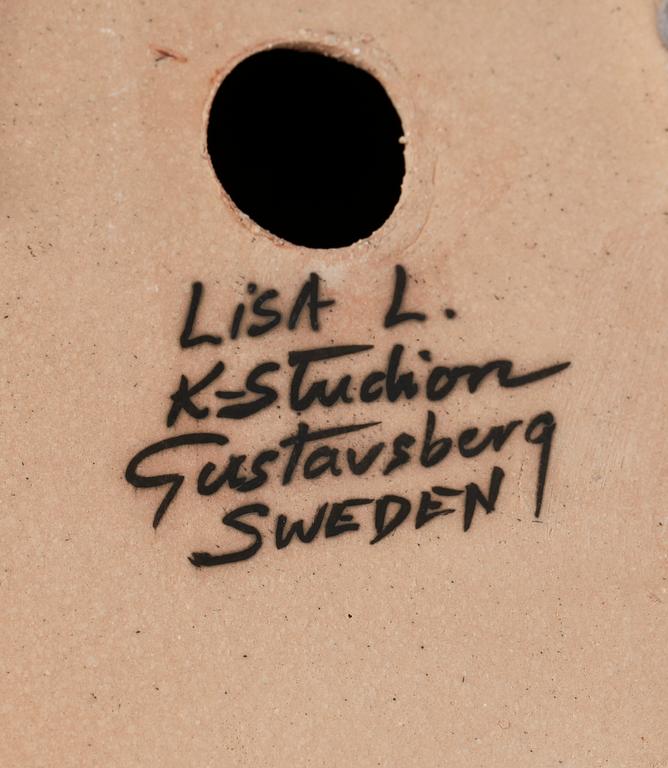 LiSA L.
K-Studion
Gustavsberg
SWEDEN